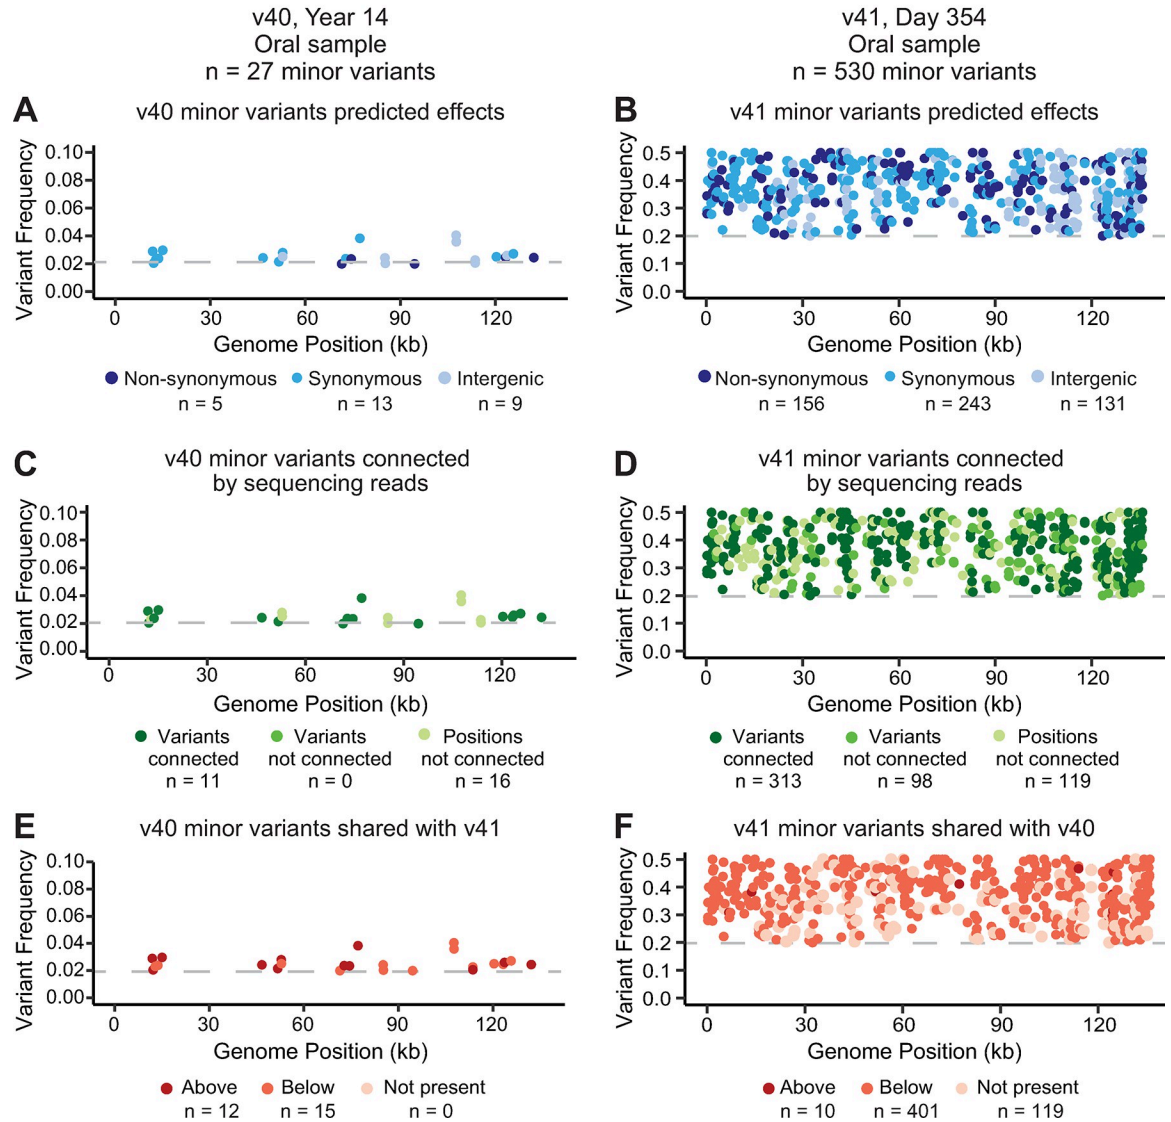 v40, Year 14
Oral sample
n = 27 minor variants
v41, Day 354
Oral sample
n = 530 minor variants
A
v40 minor variants predicted effects
Variant Frequency
0.10
0.08
0.06
0.04
0.02
0.00
0 30 60 90 120
Genome Position (kb)
Non-synonymous Synonymous Intergenic
n = 5 n = 13 n = 9
B
v41 minor variants predicted effects
Variant Frequency
0.5
0.4
0.3
0.2
0.1
0.0
0 30 60 90 120
Genome Position (kb)
Non-synonymous Synonymous Intergenic
n = 156 n = 243 n = 131
C
v40 minor variants connected
by sequencing reads
Variant Frequency
0.10
0.08
0.06
0.04
0.02
0.00
0 30 60 90 120
Genome Position (kb)
Variants Variants Positions
connected not connected not connected
n = 11 n = 0 n = 16
D
v41 minor variants connected
by sequencing reads
Variant Frequency
0.5
0.4
0.3
0.2
0.1
0.0
0 30 60 90 120
Genome Position (kb)
Variants Variants Positions
connected not connected not connected
n = 313 n = 98 n = 119
E
v40 minor variants shared with v41
Variant Frequency
0.10
0.08
0.06
0.04
0.02
0.00
0 30 60 90 120
Genome Position (kb)
Above Below Not present
n = 12 n = 15 n = 0
F
v41 minor variants shared with v40
Variant Frequency
0.5
0.4
0.3
0.2
0.1
0.0
0 30 60 90 120
Genome Position (kb)
Above Below Not present
n = 10 n = 401 n = 119